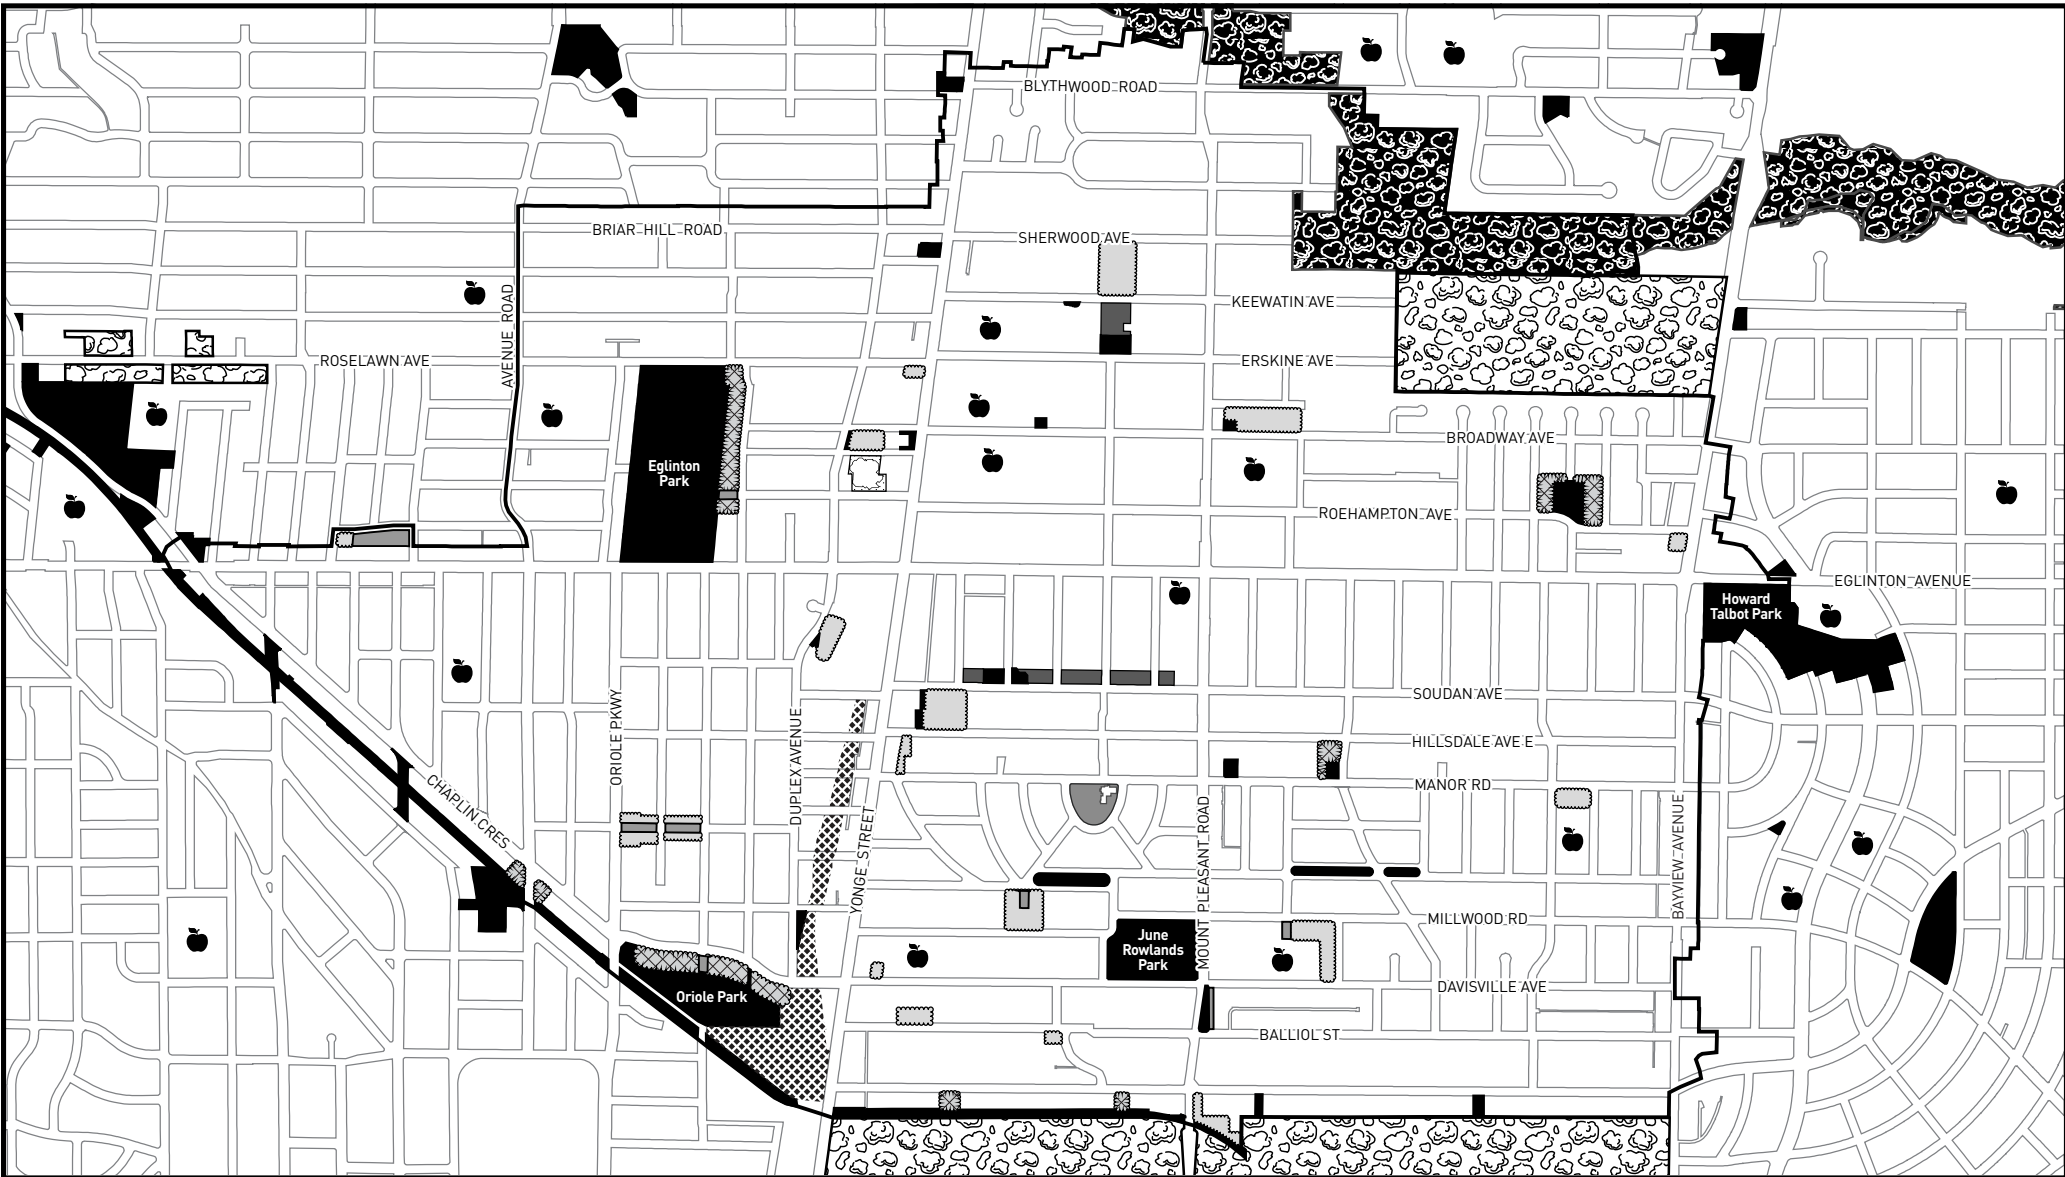 BLYTHWOOD ROAD
BRIAR HILL ROAD
SHERWOOD AVE
KEEWATIN AVE
AVENUE ROAD
ROSELAWN AVE
ERSKINE AVE
BROADWAY AVE
Eglinton
Park
ROEHAMPTON AVE
EGLINTON AVENUE
Howard
Talbot Park
SOUDAN AVE
ORIOLE PKWY
DUPLEX AVENUE
HILLSDALE AVE E
MANOR RD
CHAPLIN CRES
YONGE STREET
MOUNT PLEASANT ROAD
BAYVIEW AVENUE
MILLWOOD RD
June
Rowlands
Park
DAVISVILLE AVE
Oriole Park
BALLIOL ST